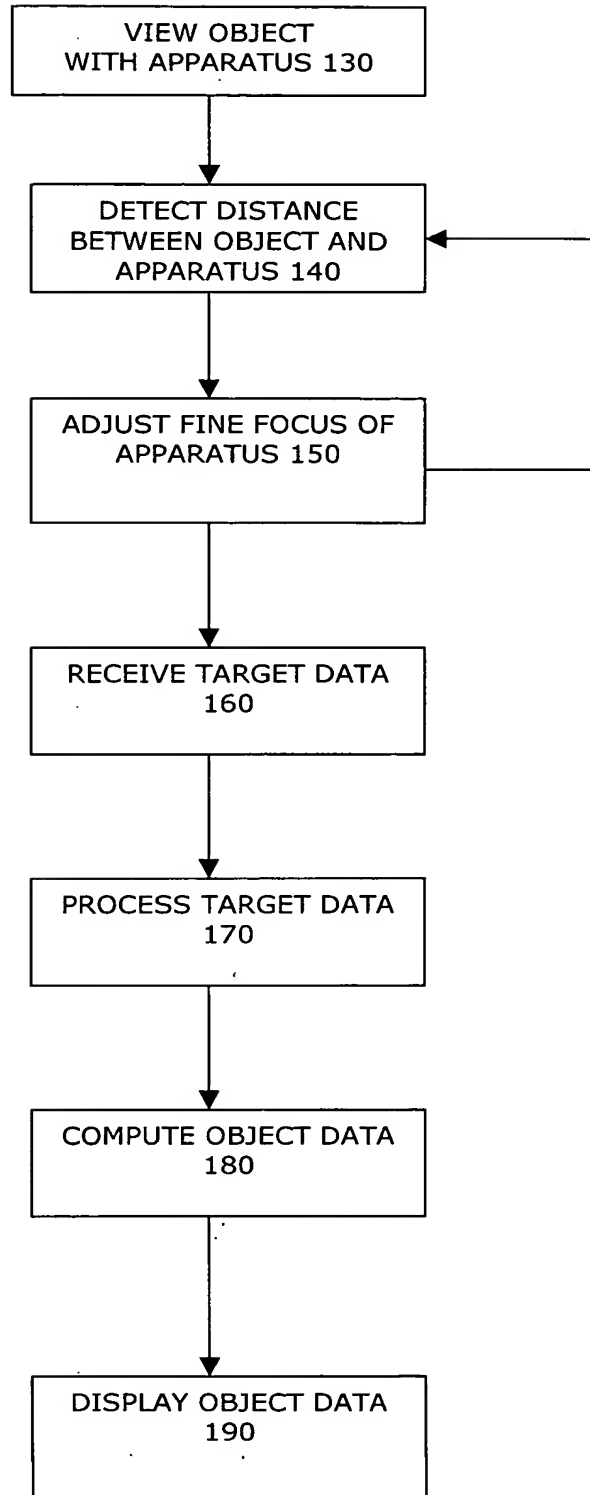 VIEW OBJECT
WITH APPARATUS 130
DETECT DISTANCE
BETWEEN OBJECT AND
APPARATUS 140
ADJUST FINE FOCUS OF
APPARATUS 150
RECEIVE TARGET DATA
160
PROCESS TARGET DATA
170
COMPUTE OBJECT DATA
180
DISPLAY OBJECT DATA
190